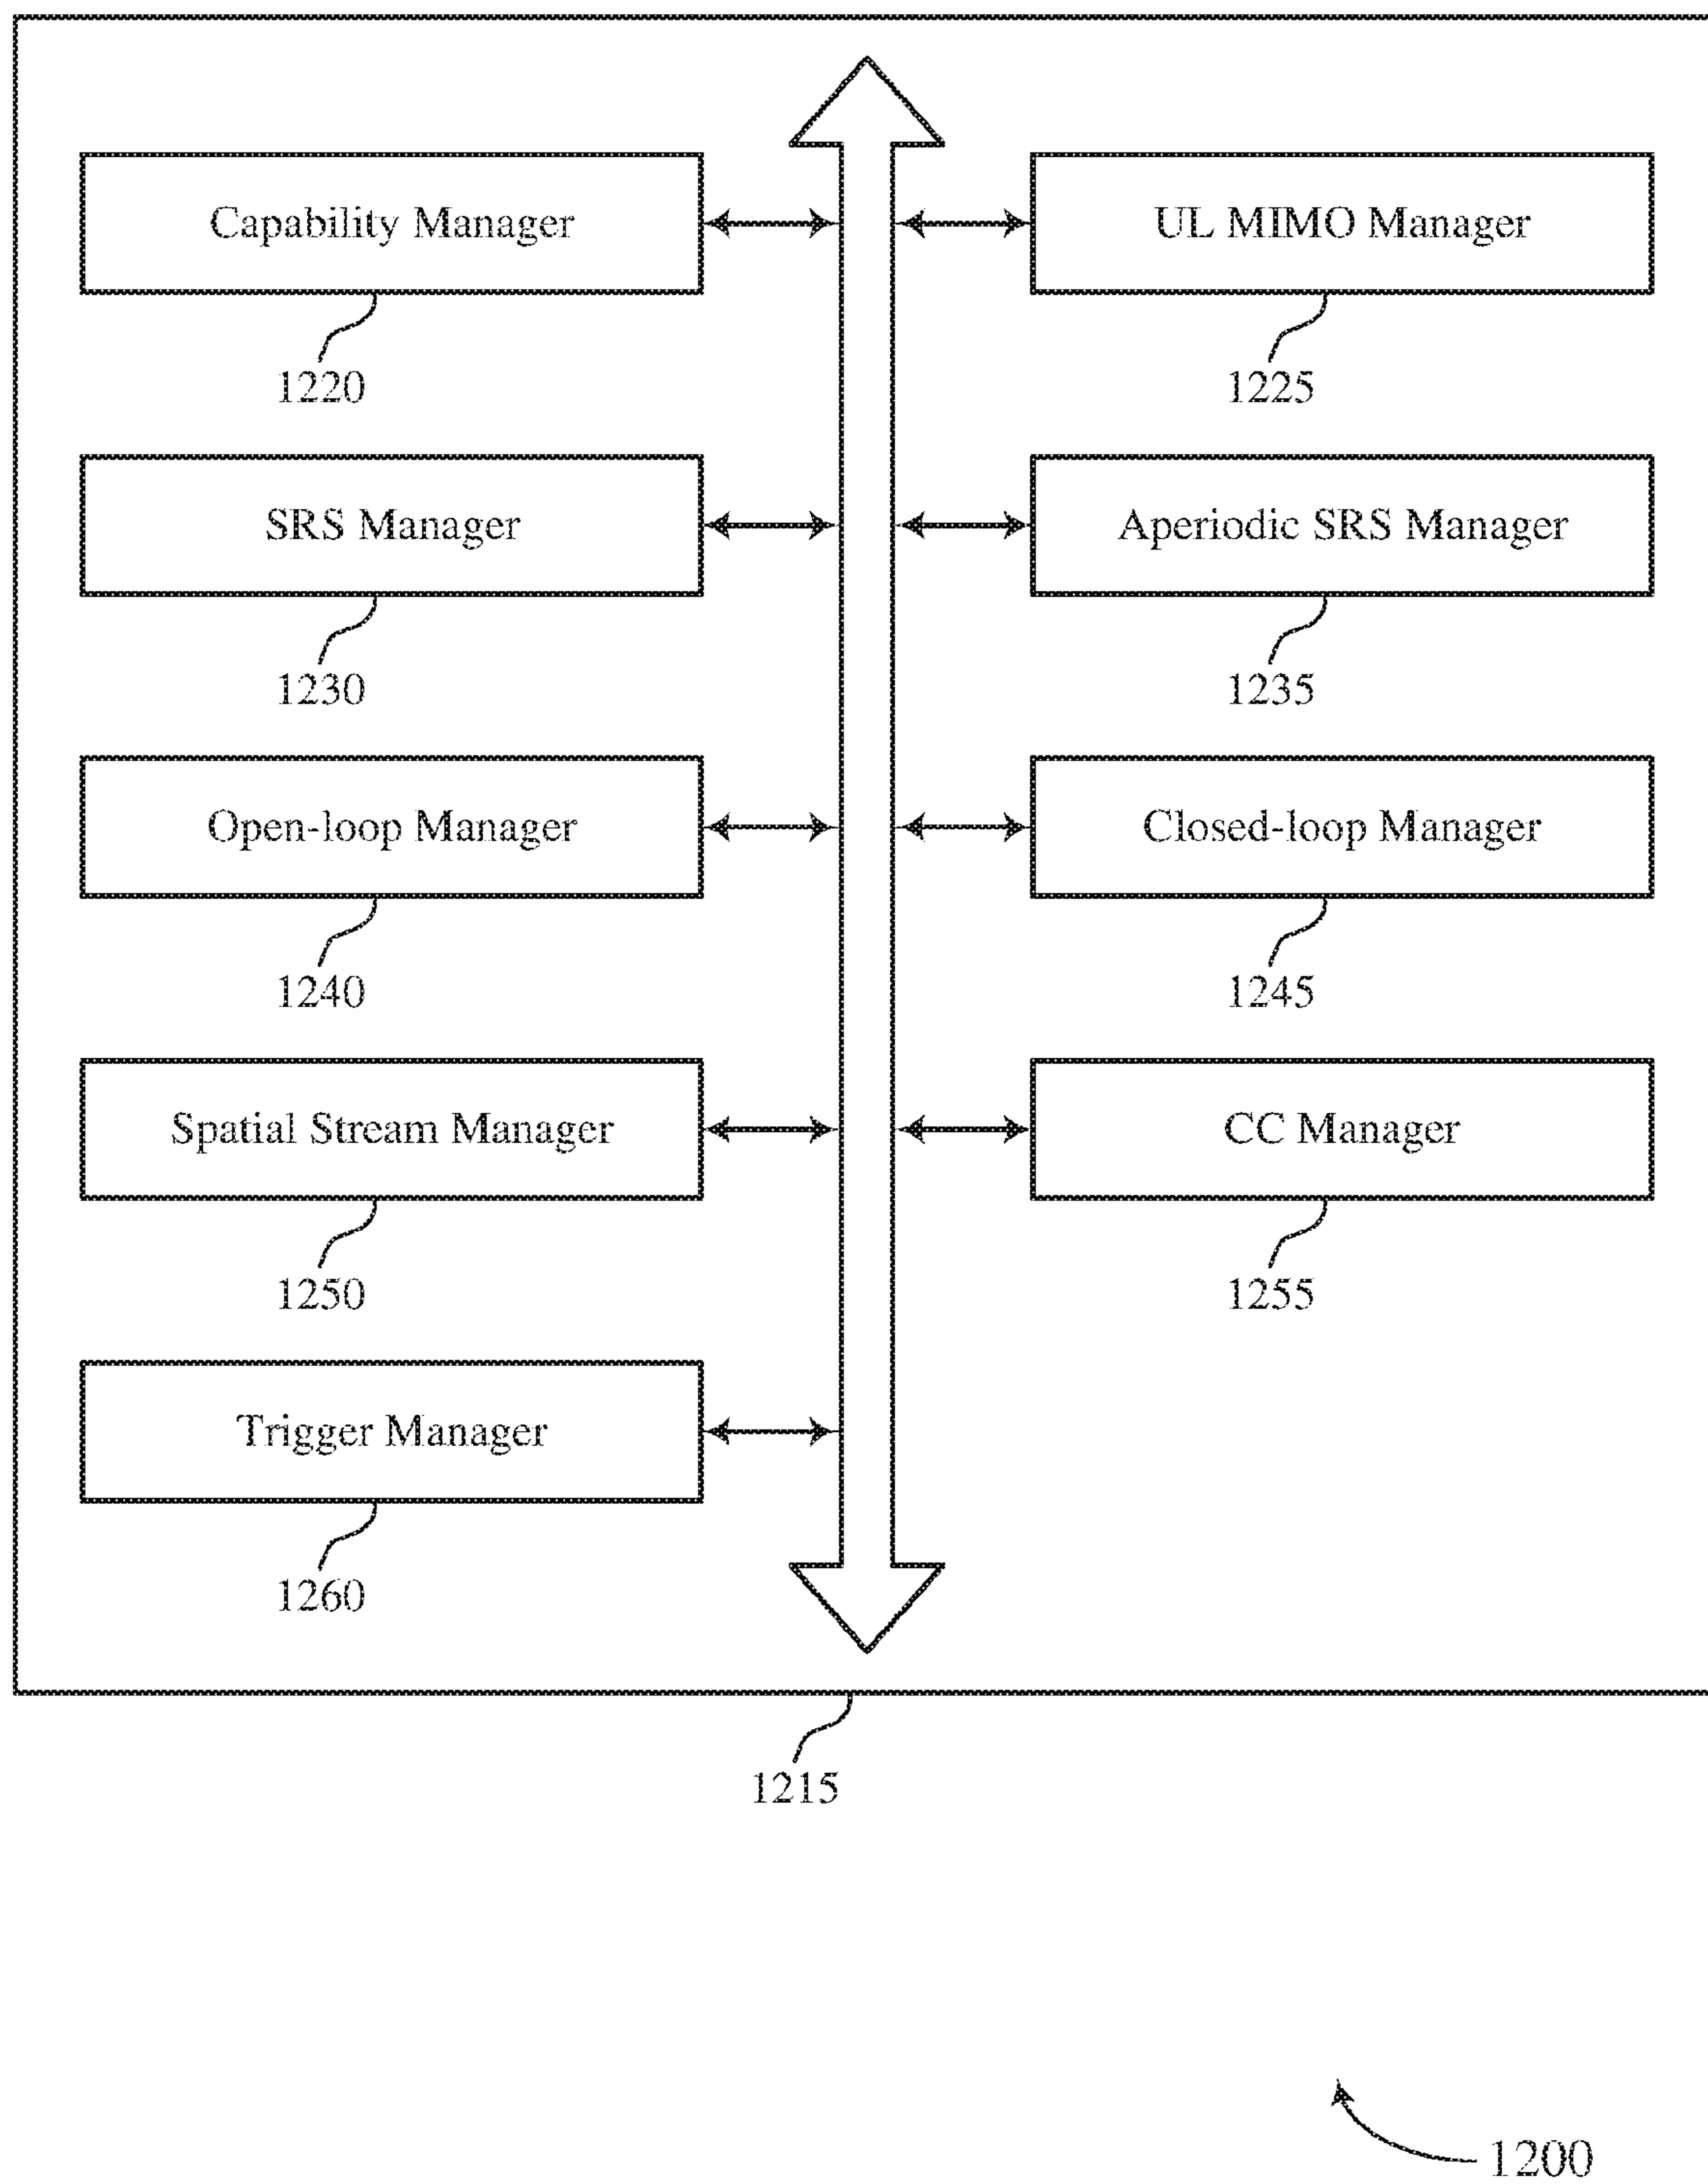 Capability Manager
UL MIMO Manager
1220
1225
SRS Manager
Aperiodic SRS Manager
1230
1235
Open-loop Manager
Closed-loop Manager
1240
1245
Spatial Stream Manager
CC Manager
1250
1255
Trigger Manager
1260
1215
1200